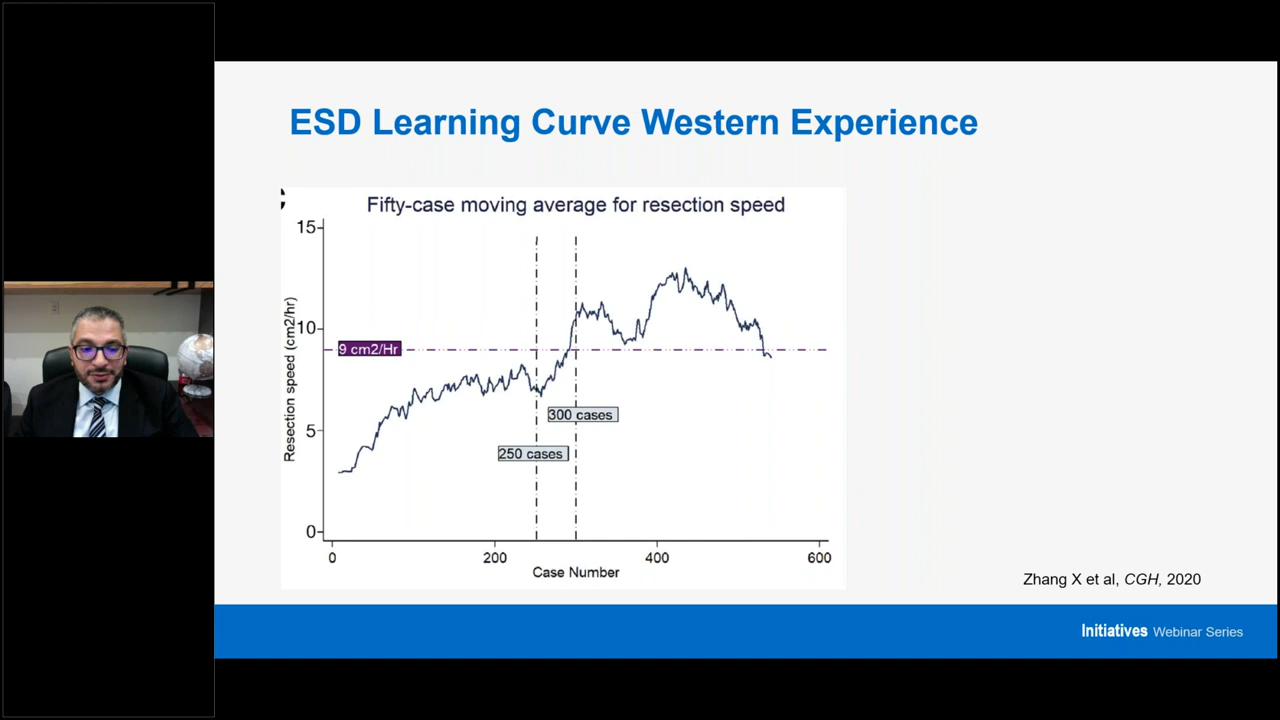 ESD Learning Curve Western Experience
C
Fifty-case moving average for resection speed
15
10
5
0
Resection speed (cm2/hr)
9 cm2/Hr
300 cases
250 cases
0 200 400 600
Case Number
Zhang X et al, CGH, 2020
Initiatives Webinar Series